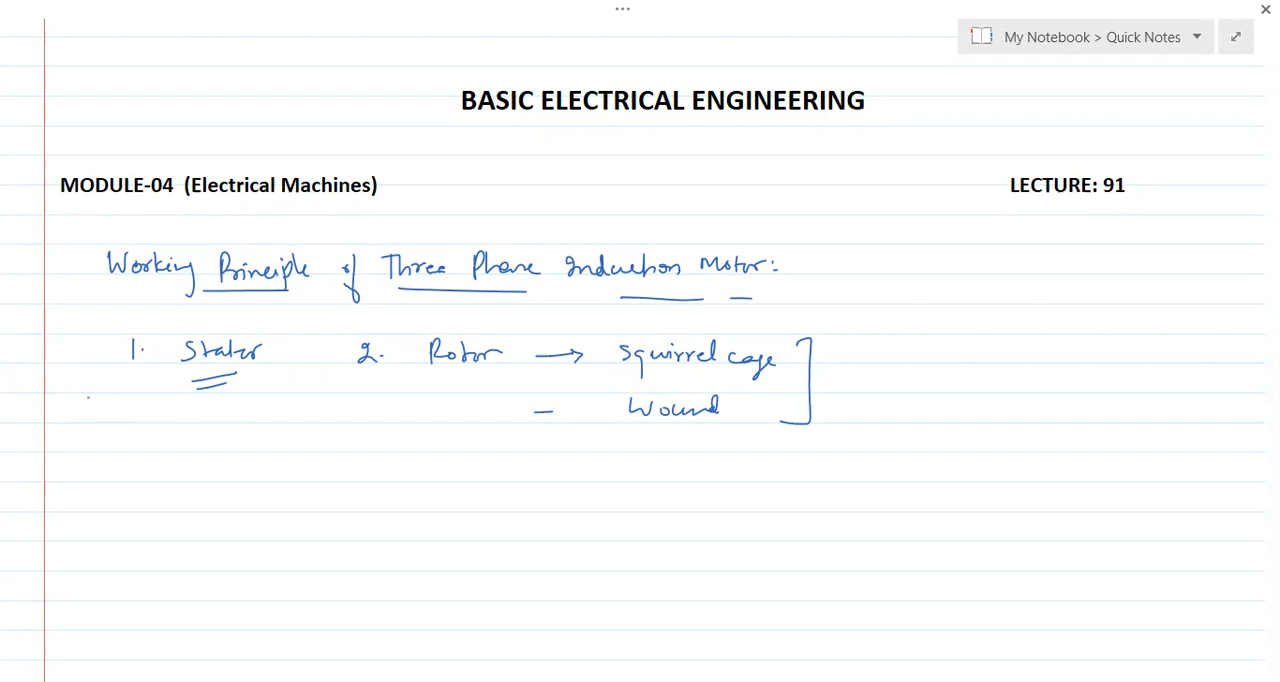 ...
My Notebook > Quick Notes
BASIC ELECTRICAL ENGINEERING
MODULE-04 (Electrical Machines) LECTURE: 91
Working Principle of Three Phase Induction Motor:
1. Stator 2. Rotor → Squirrel cage
– Wound